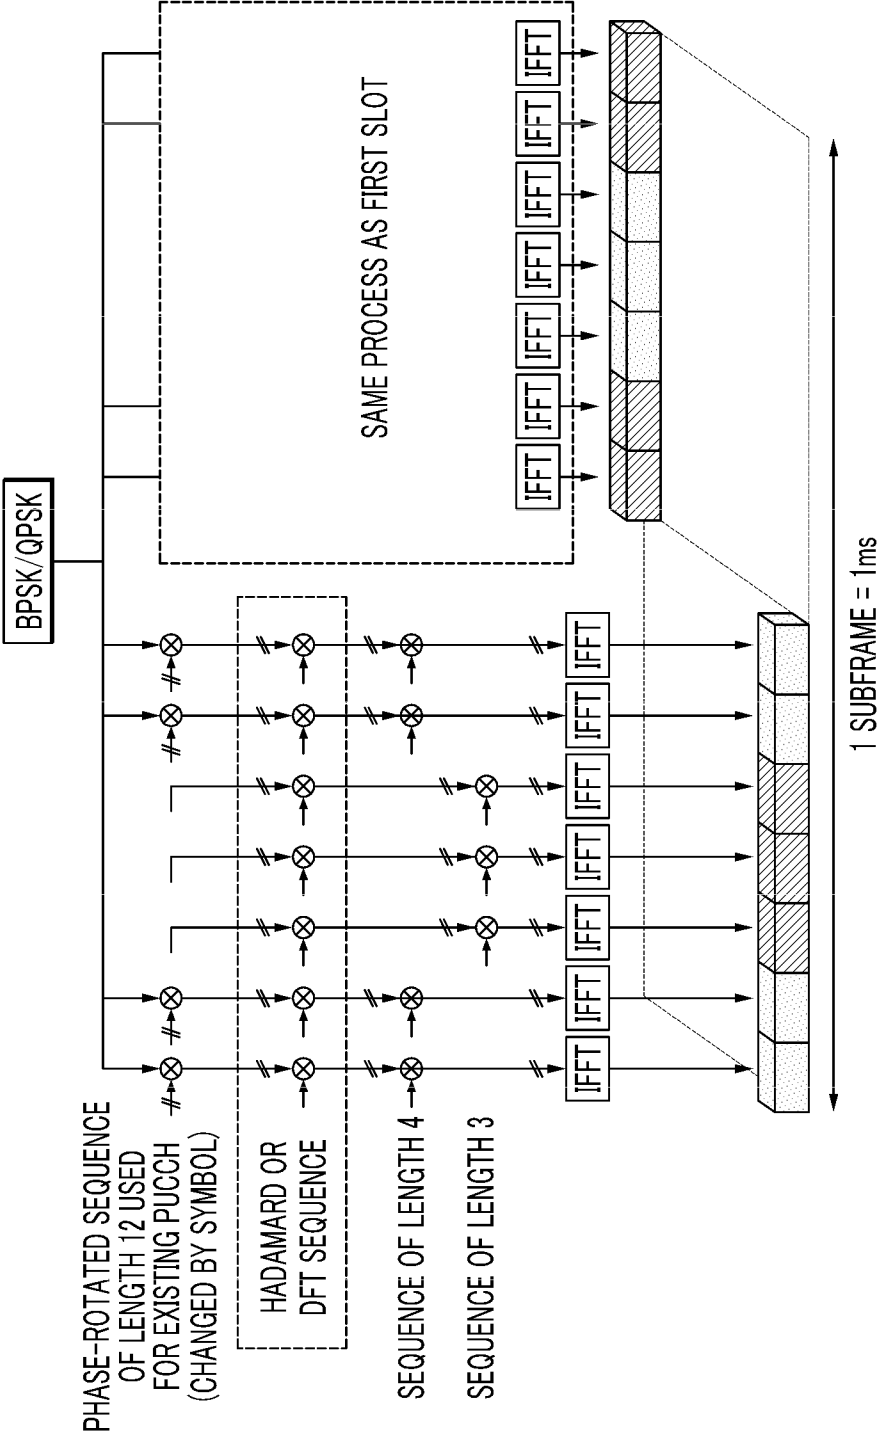 BPSK/QPSK
PHASE-ROTATED SEQUENCE
OF LENGTH 12 USED
FOR EXISTING PUCCH
(CHANGED BY SYMBOL)
HADAMARD OR
DFT SEQUENCE
SEQUENCE OF LENGTH 4
SEQUENCE OF LENGTH 3
SAME PROCESS AS FIRST SLOT
IFFT
IFFT
IFFT
IFFT
IFFT
IFFT
IFFT
IFFT
IFFT
IFFT
IFFT
IFFT
IFFT
IFFT
1 SUBFRAME = 1ms